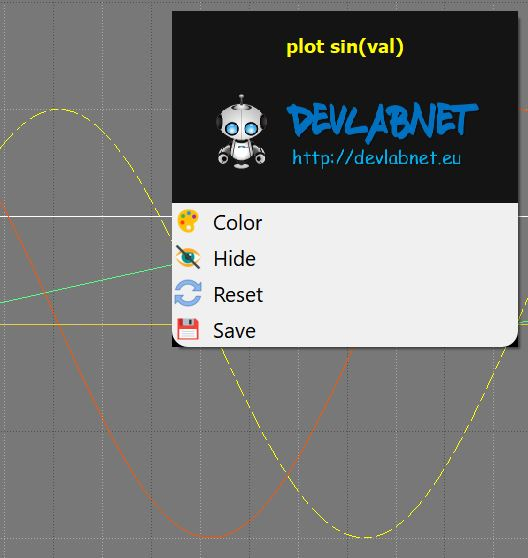 plot sin(val)
DEVLABNET
http://devlabnet.eu
Color
Hide
Reset
Save